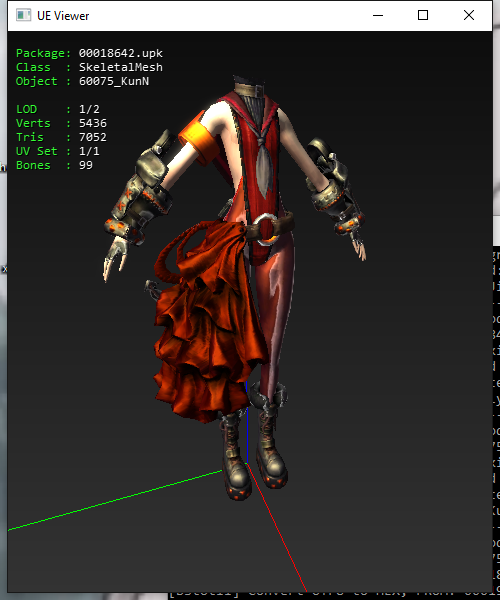 UE Viewer
Package: 00018642.upk
Class : SkeletalMesh
Object : 60075_KunN
LOD : 1/2
Verts : 5436
Tris : 7052
UV Set : 1/1
Bones : 99